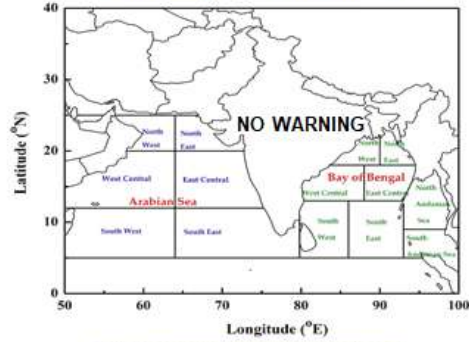 40
30
20
10
0
Latitude (°N)
NO WARNING
North
West
North
East
West Central
East Central
Arabian Sea
South West
South East
North
West
North
East
Bay of Bengal
West Central
East Central
South
West
South
East
North
Andaman
Sea
South
Andaman Sea
50
60
70
80
90
100
Longitude (°E)